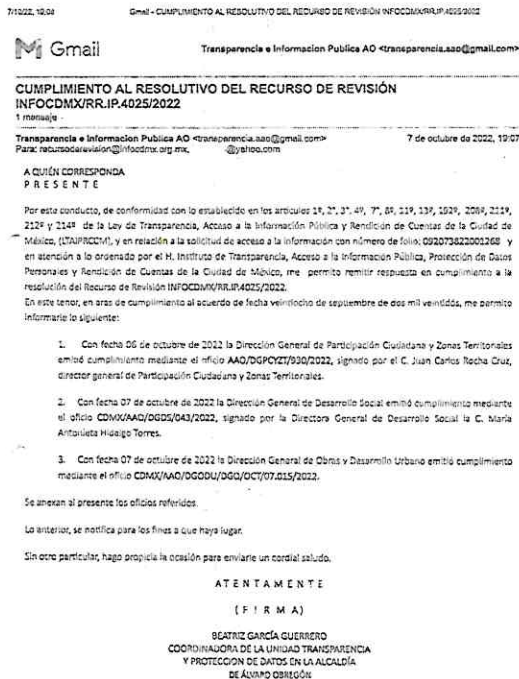 7/10/22, 19:08 Gmail - CUMPLIMIENTO AL RESOLUTIVO DEL RECURSO DE REVISIÓN INFOCDMX/RR.IP.4025/2022
Gmail
Transparencia e Informacion Publica AO <transparencia.aao@gmail.com>
CUMPLIMIENTO AL RESOLUTIVO DEL RECURSO DE REVISIÓN
INFOCDMX/RR.IP.4025/2022
1 mensaje
Transparencia e Informacion Publica AO <transparencia.aao@gmail.com> 7 de octubre de 2022, 19:07
Para: recursoderevision@infocdmx.org.mx, @yahoo.com
A QUIÉN CORRESPONDA
P R E S E N T E
Por este conducto, de conformidad con lo establecido en los artículos 1º, 2º, 3º, 4º, 7º, 8º, 11º, 13º, 192º, 208º, 211º,
212º y 214º de la Ley de Transparencia, Acceso a la Información Pública y Rendición de Cuentas de la Ciudad de
México, (LTAIPRCCM), y en relación a la solicitud de acceso a la información con número de folio: 092073822001268 y
en atención a lo ordenado por el H. Instituto de Transparencia, Acceso a la Información Pública, Protección de Datos
Personales y Rendición de Cuentas de la Ciudad de México, me permito remitir respuesta en cumplimiento a la
resolución del Recurso de Revisión INFOCDMX/RR.IP.4025/2022.
En este tenor, en aras de cumplimiento al acuerdo de fecha veintiocho de septiembre de dos mil veintidós, me permito
informarle lo siguiente:
1. Con fecha 06 de octubre de 2022 la Dirección General de Participación Ciudadana y Zonas Territoriales
emitió cumplimiento mediante el oficio AAO/DGPCYZT/930/2022, signado por el C. Juan Carlos Rocha Cruz,
director general de Participación Ciudadana y Zonas Territoriales.
2. Con fecha 07 de octubre de 2022 la Dirección General de Desarrollo Social emitió cumplimiento mediante
el oficio CDMX/AAO/DGDS/043/2022, signado por la Directora General de Desarrollo Social la C. María
Antonieta Hidalgo Torres.
3. Con fecha 07 de octubre de 2022 la Dirección General de Obras y Desarrollo Urbano emitió cumplimiento
mediante el oficio CDMX/AAO/DGODU/DGO/OCT/07.015/2022.
Se anexan al presente los oficios referidos.
Lo anterior, se notifica para los fines a que haya lugar.
Sin otro particular, hago propicia la ocasión para enviarle un cordial saludo.
A T E N T A M E N T E
( F I R M A )
BEATRIZ GARCÍA GUERRERO
COORDINADORA DE LA UNIDAD TRANSPARENCIA
Y PROTECCION DE DATOS EN LA ALCALDÍA
DE ÁLVARO OBREGÓN